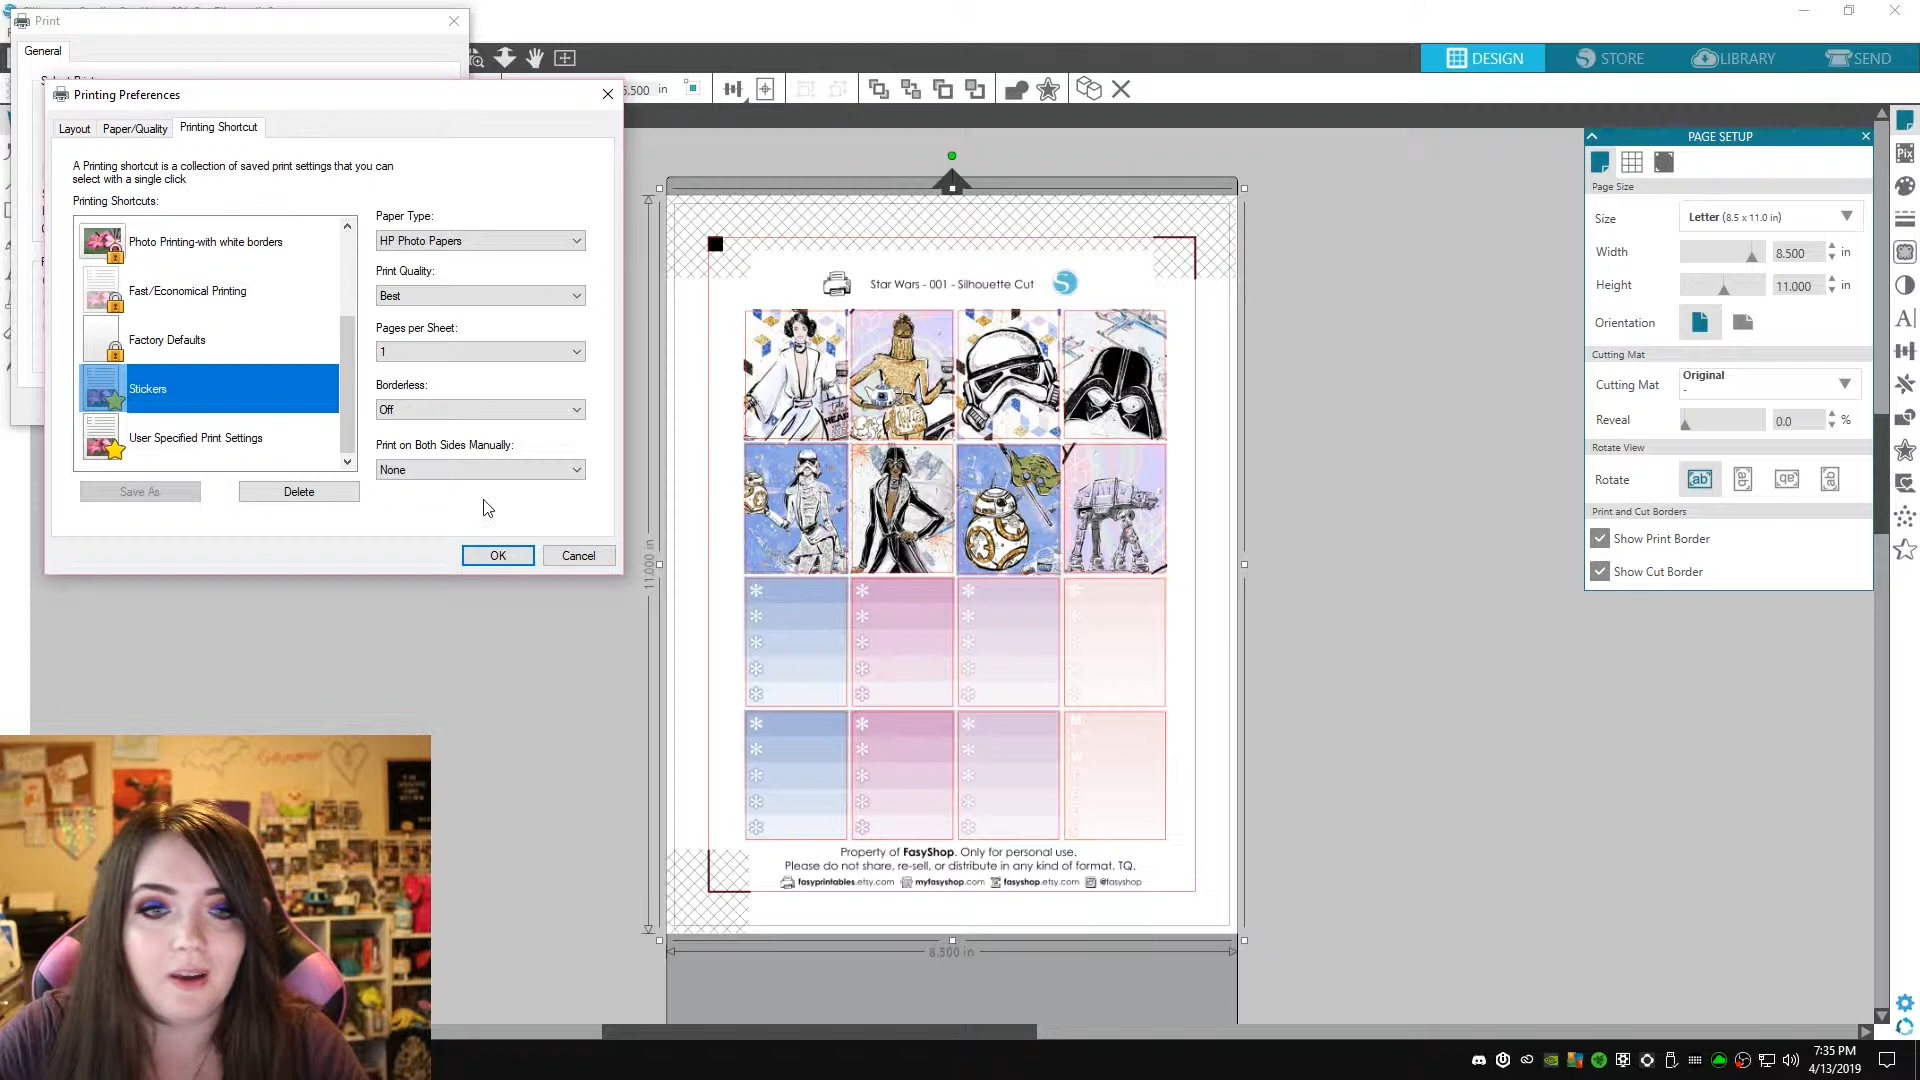 Print
General
Printing Preferences
Layout
Paper/Quality
Printing Shortcut
A Printing shortcut is a collection of saved print settings that you can
select with a single click
Printing Shortcuts:
Photo Printing-with white borders
Fast/Economical Printing
Factory Defaults
Stickers
User Specified Print Settings
Save As
Delete
Paper Type:
HP Photo Papers
Print Quality:
Best
Pages per Sheet:
1
Borderless:
Off
Print on Both Sides Manually:
None
OK
Cancel
5.500 in
DESIGN
STORE
LIBRARY
SEND
Star Wars - 001 - Silhouette Cut
Property of FasyShop. Only for personal use.
Please do not share, re-sell, or distribute in any kind of format. TQ.
fasyprintables.etsy.com myfasyshop.com fasyshop.etsy.com @fasyshop
11.000 in
8.500 in
PAGE SETUP
Page Size
Size
Letter (8.5 x 11.0 in)
Width
8.500 in
Height
11.000 in
Orientation
Cutting Mat
Cutting Mat
Original
-
Reveal
0.0 %
Rotate View
Rotate
Print and Cut Borders
Show Print Border
Show Cut Border
7:35 PM
4/13/2019